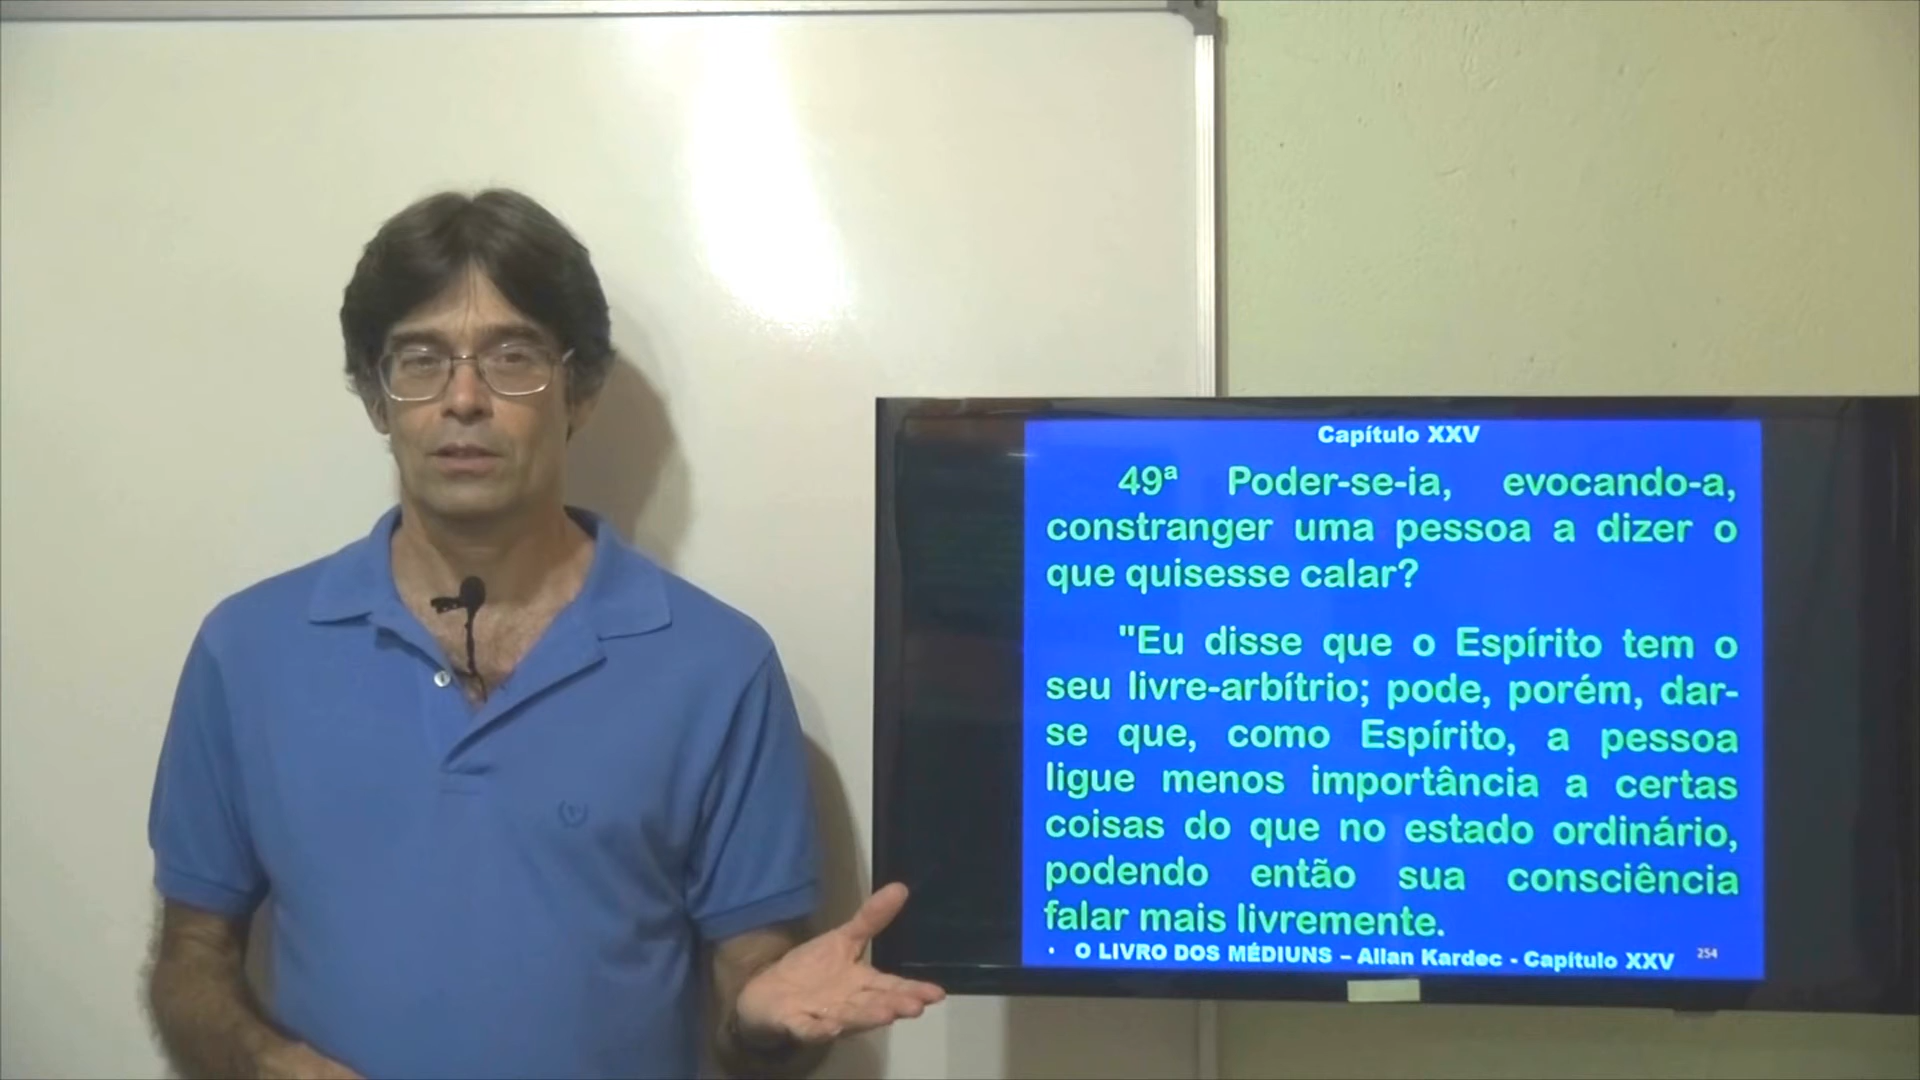 Capítulo XXV
49ª Poder-se-ia, evocando-a,
constranger uma pessoa a dizer o
que quisesse calar?
"Eu disse que o Espírito tem o
seu livre-arbítrio; pode, porém, dar-
se que, como Espírito, a pessoa
ligue menos importância a certas
coisas do que no estado ordinário,
podendo então sua consciência
falar mais livremente.
• O LIVRO DOS MÉDIUNS – Allan Kardec - Capítulo XXV 254